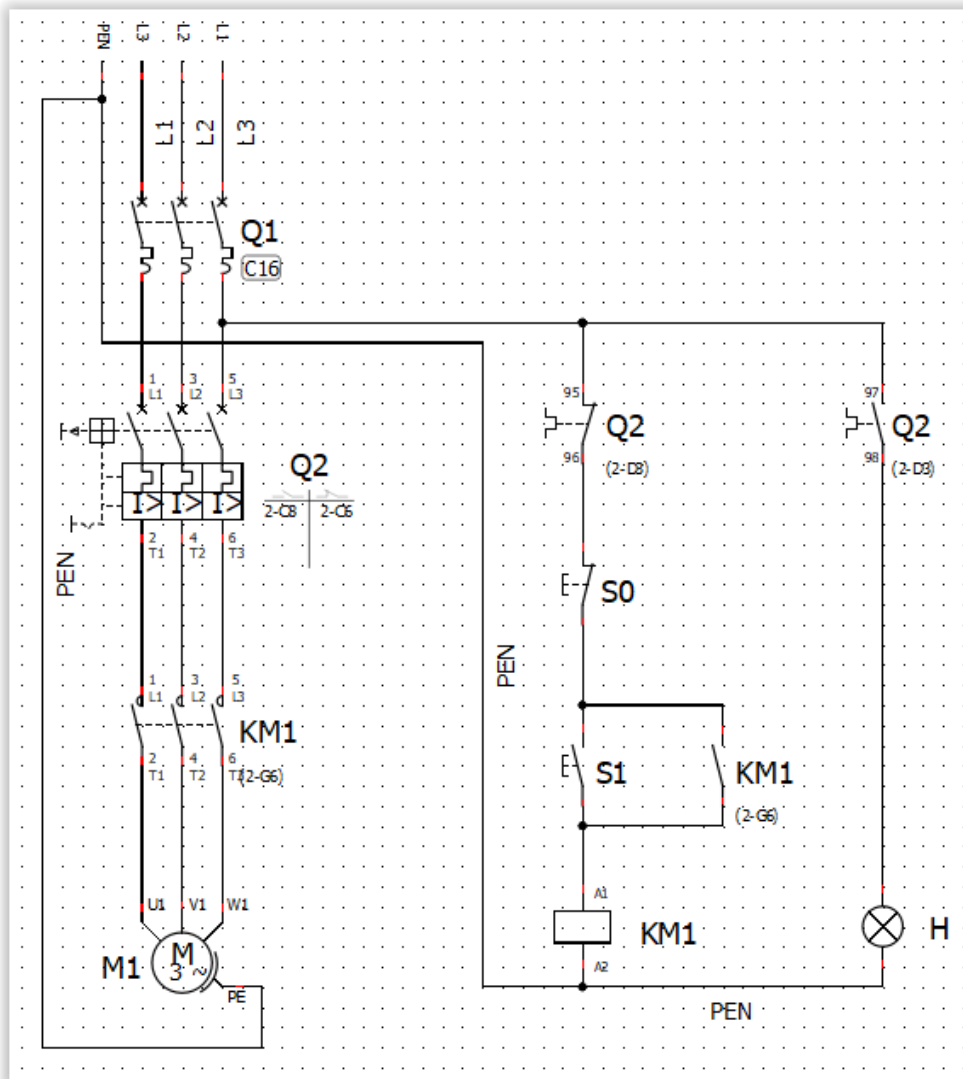 PEN L3 L2 L1
L1 L2 L3
Q1
C16
1 3 5
L1 L2 L3
95 97
Q2 Q2
96 98
(2-D8) (2-D3)
Q2
I> I> I>
2-C8 2-C6
2 4 6
T1 T2 T3
PEN
S0
PEN
1 3 5
L1 L2 L3
KM1
2 4 6
T1 T2 T3 (2-G6)
S1 KM1
(2-G6)
A1
U1 V1 W1
KM1 H
M
3 ~
M1
A2
PE
PEN